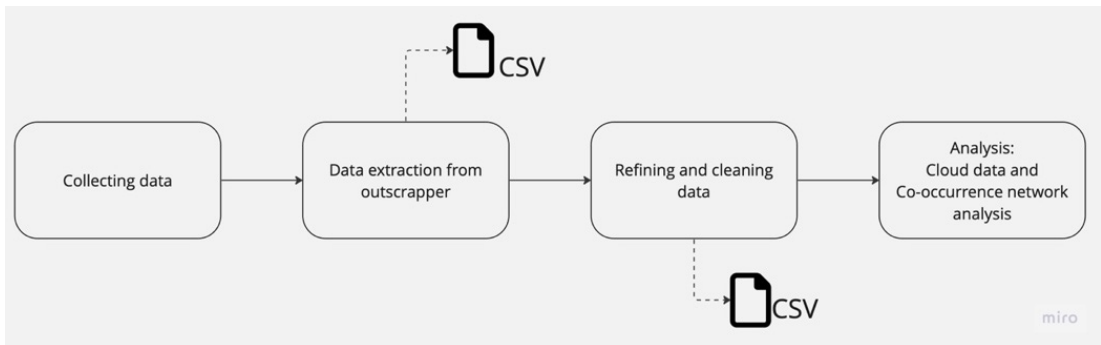 CSV
Collecting data
Data extraction from
outscrapper
Refining and cleaning
data
Analysis:
Cloud data and
Co-occurrence network
analysis
CSV
miro